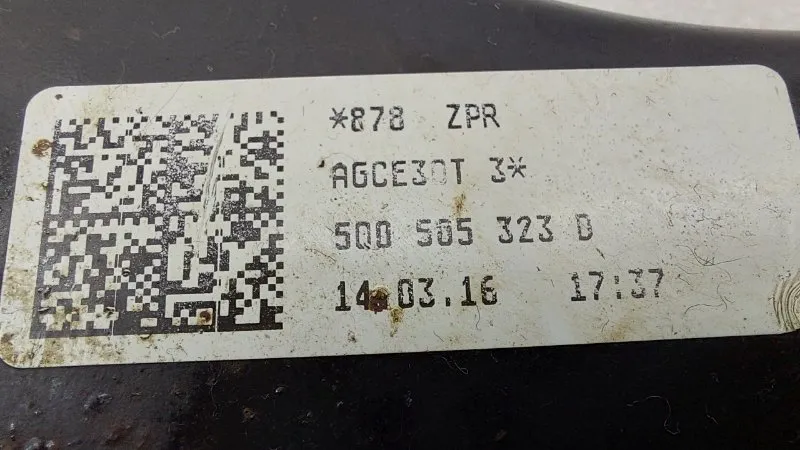 *878 ZPR
AGCE30T 3*
5Q0 505 323 D
14.03.16 17:37